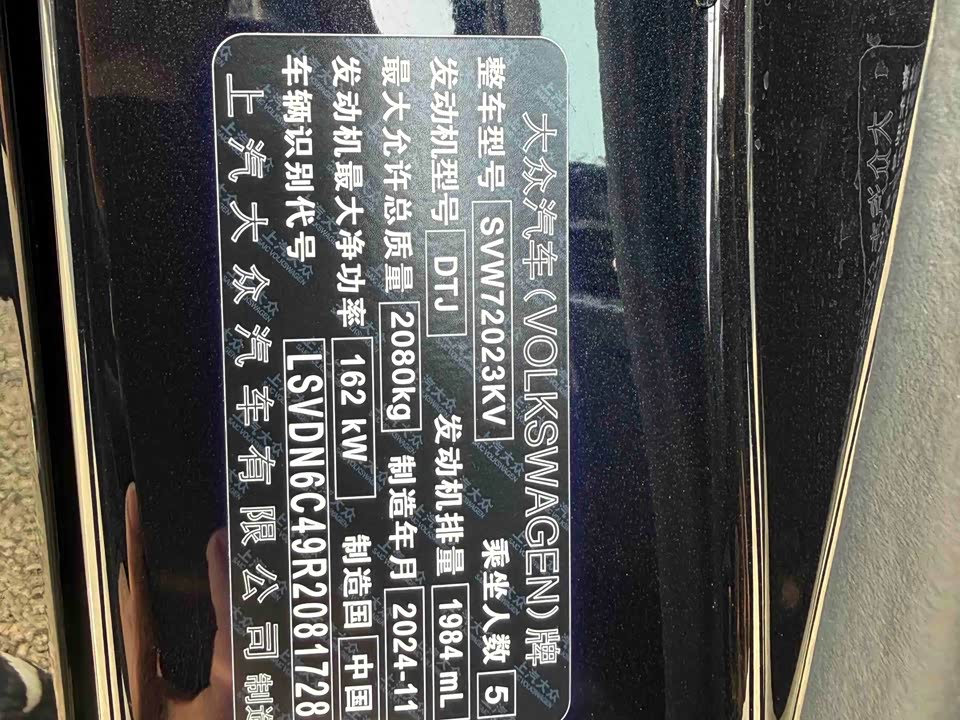 大众汽车(VOLKSWAGEN)牌
整车型号 SVW72023KV 乘坐人数 5
发动机型号 DTJ 发动机排量 1984 mL
最大允许总质量 2080kg 制造年月 2024-11
发动机最大净功率 162 kW 制造国 中国
车辆识别代号 LSVDN6C49R2081728
上汽大众汽车有限公司制造